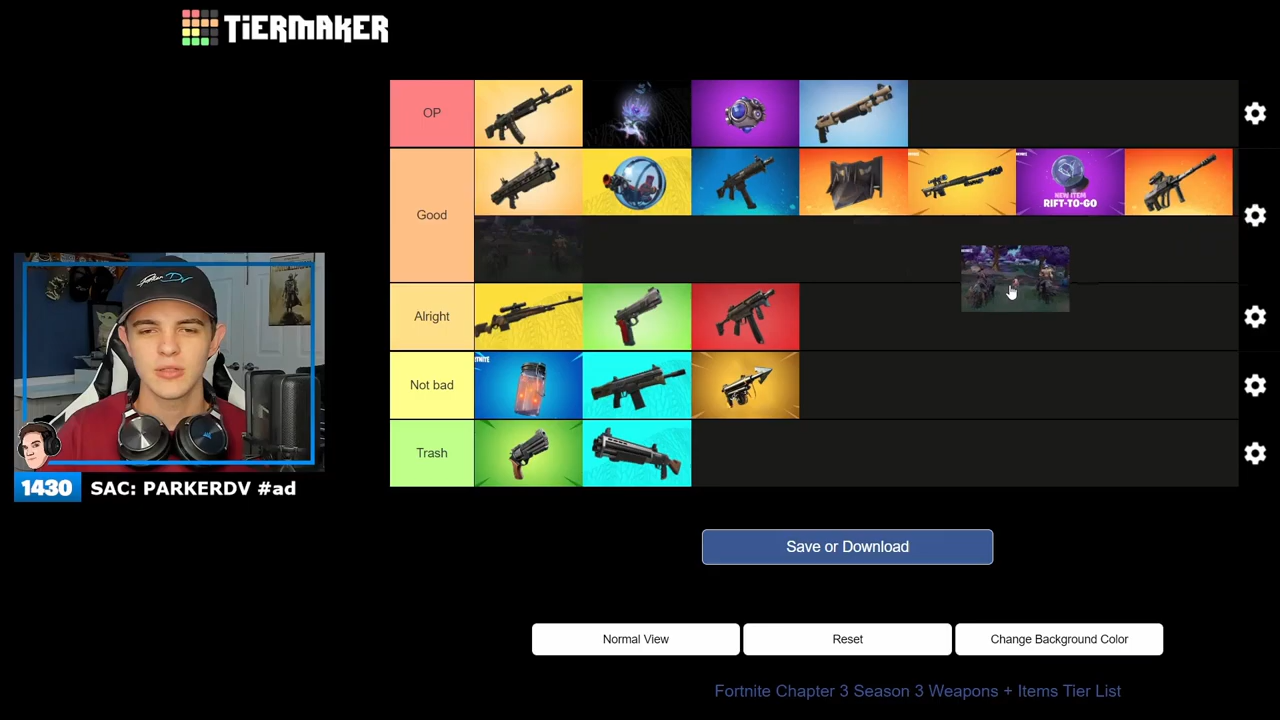 TiERMAKER
OP
Good
NEW ITEM
RIFT-TO-GO
Alright
Not bad
Trash
1430 SAC: PARKERDV #ad
Save or Download
Normal View
Reset
Change Background Color
Fortnite Chapter 3 Season 3 Weapons + Items Tier List